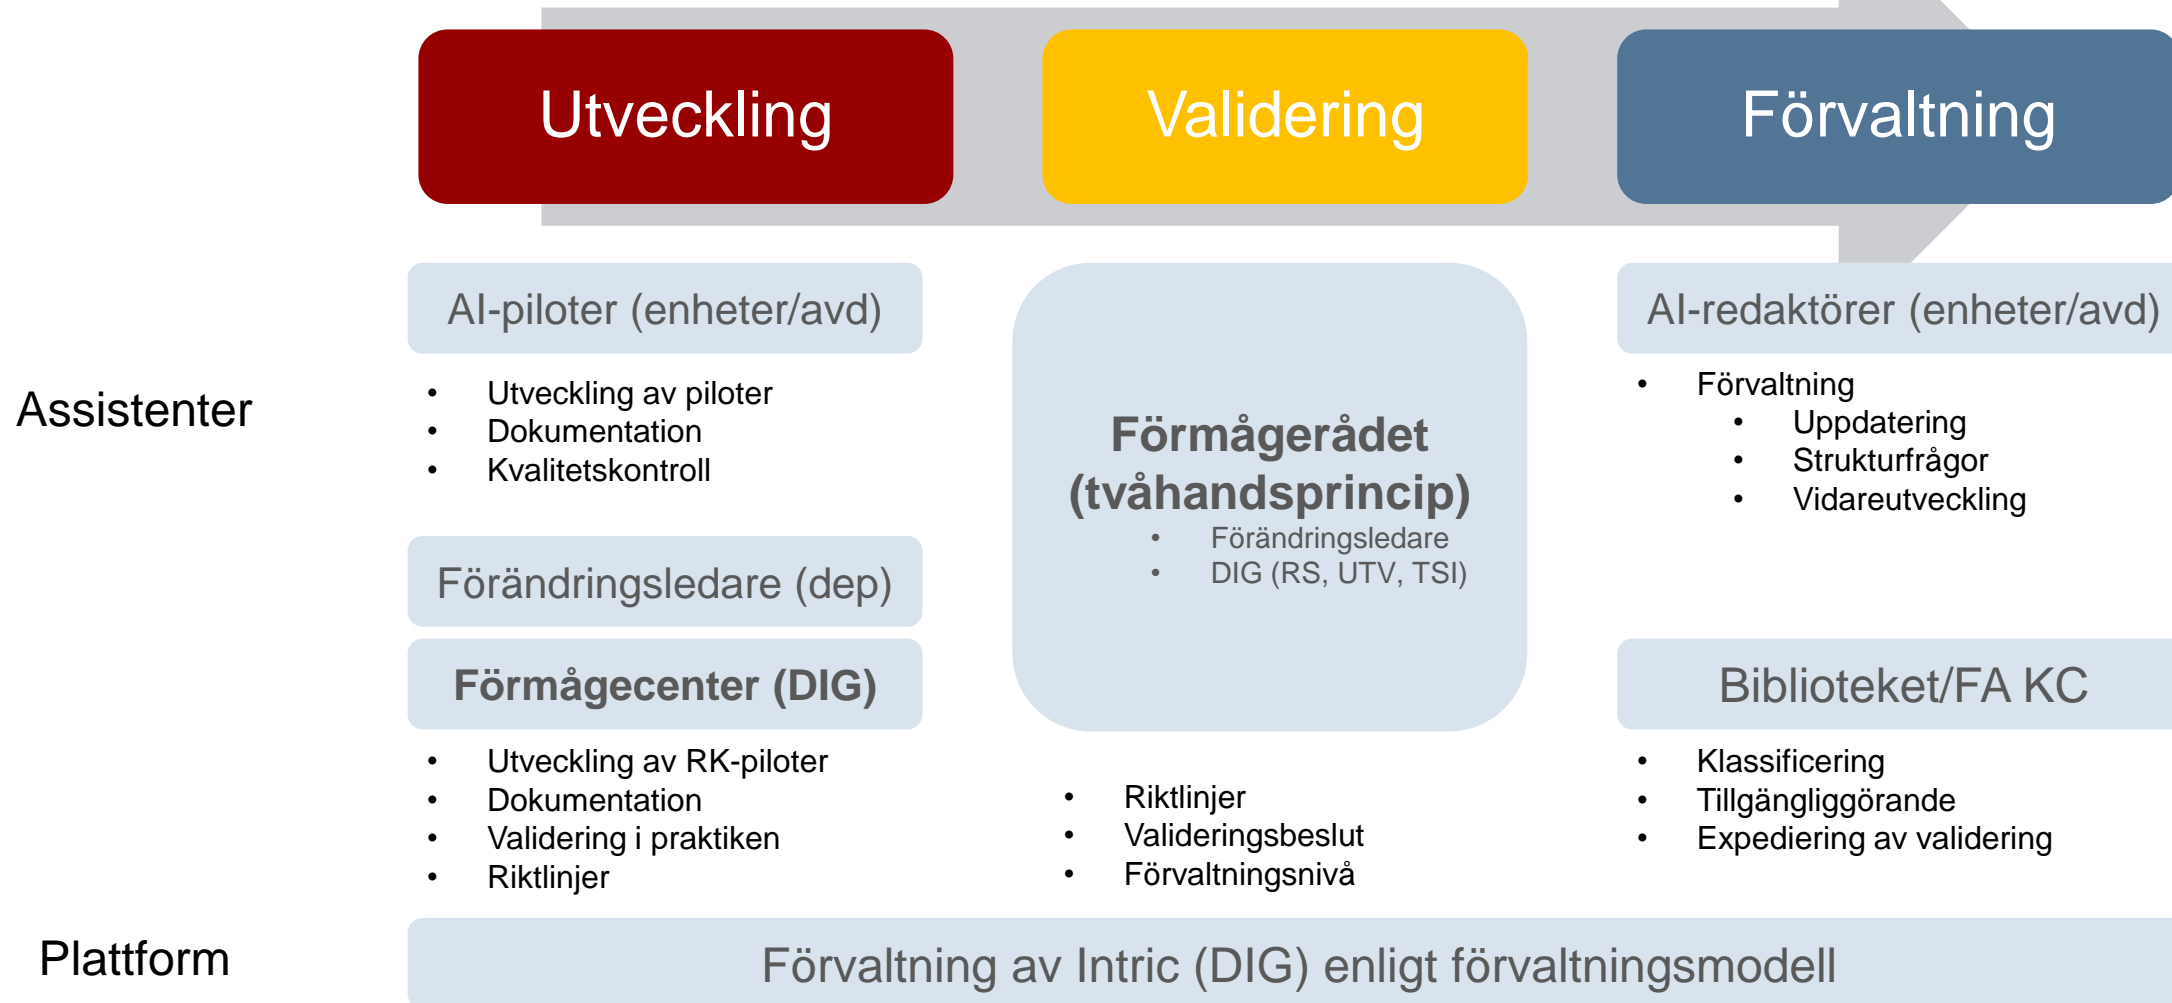 Utveckling
Validering
Förvaltning
Assistenter
AI-piloter (enheter/avd)
• Utveckling av piloter
• Dokumentation
• Kvalitetskontroll
Förändringsledare (dep)
Förmågecenter (DIG)
• Utveckling av RK-piloter
• Dokumentation
• Validering i praktiken
• Riktlinjer
Förmågerådet
(tvåhandsprincip)
• Förändringsledare
• DIG (RS, UTV, TSI)
• Riktlinjer
• Valideringsbeslut
• Förvaltningsnivå
AI-redaktörer (enheter/avd)
• Förvaltning
• Uppdatering
• Strukturfrågor
• Vidareutveckling
Biblioteket/FA KC
• Klassificering
• Tillgängliggörande
• Expediering av validering
Plattform
Förvaltning av Intric (DIG) enligt förvaltningsmodell